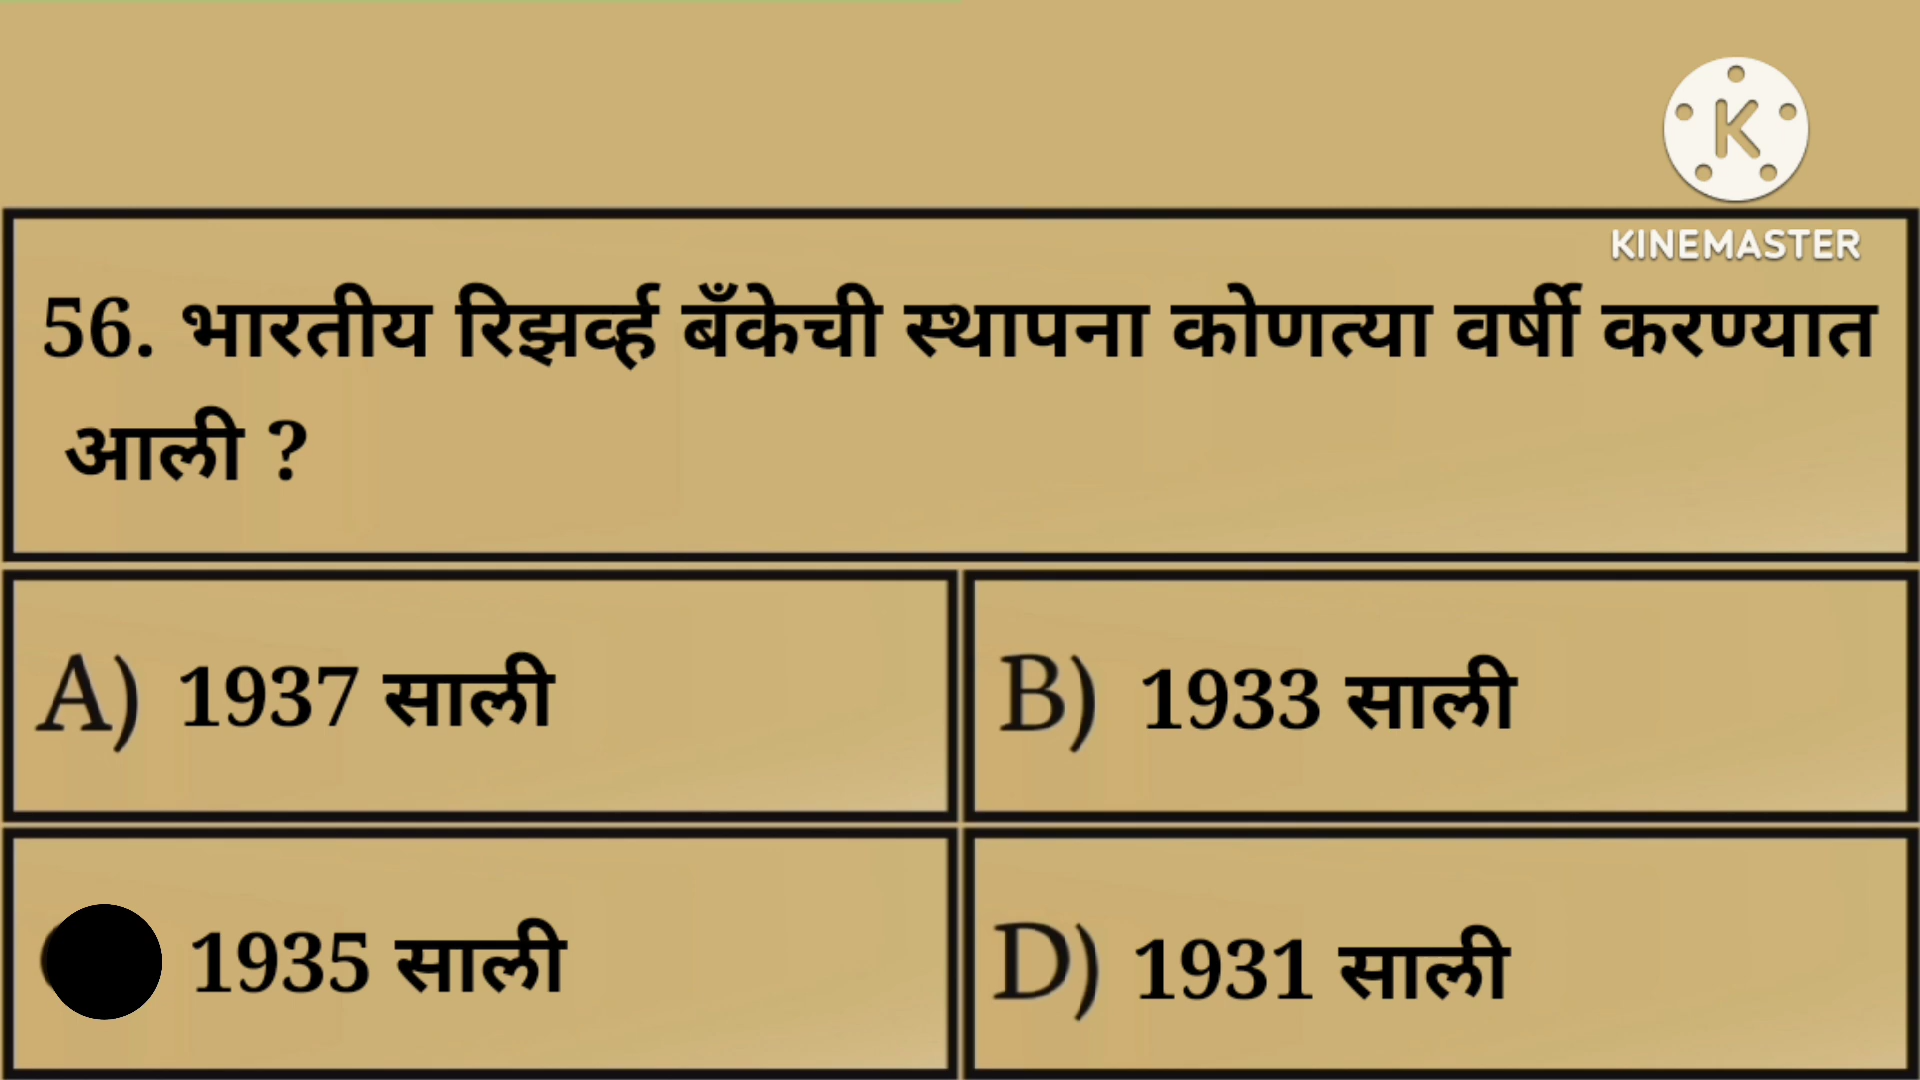 K
KINEMASTER
56. भारतीय रिझर्व्ह बँकेची स्थापना कोणत्या वर्षी करण्यात
आली ?
A) 1937 साली
B) 1933 साली
1935 साली
D) 1931 साली